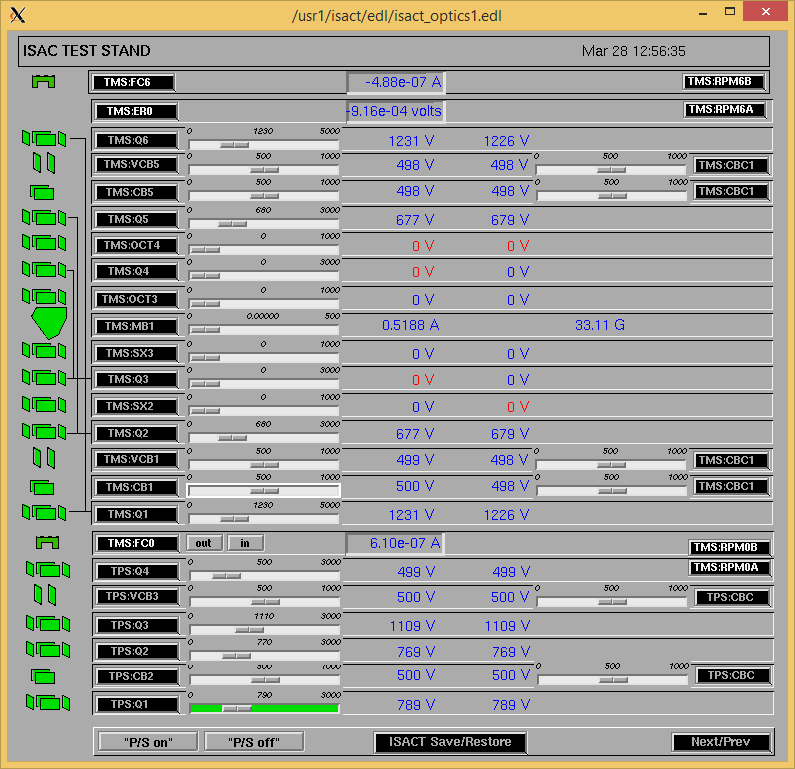 /usr1/isact/edl/isact_optics1.edl
ISAC TEST STAND Mar 28 12:56:35
TMS:FC6 -4.88e-07 A TMS:RPM6B
TMS:ER0 -9.16e-04 volts TMS:RPM6A
TMS:Q6 0 1230 5000 1231 V 1226 V
TMS:VCB5 0 500 1000 498 V 498 V 0 500 1000 TMS:CBC1
TMS:CB5 0 500 1000 498 V 498 V 0 500 1000 TMS:CBC1
TMS:Q5 0 680 3000 677 V 679 V
TMS:OCT4 0 0 1000 0 V 0 V
TMS:Q4 0 0 3000 0 V 0 V
TMS:OCT3 0 0 1000 0 V 0 V
TMS:MB1 0 0.00000 500 0.5188 A 33.11 G
TMS:SX3 0 0 1000 0 V 0 V
TMS:Q3 0 0 3000 0 V 0 V
TMS:SX2 0 0 1000 0 V 0 V
TMS:Q2 0 680 3000 677 V 679 V
TMS:VCB1 0 500 1000 499 V 498 V 0 500 1000 TMS:CBC1
TMS:CB1 0 500 1000 500 V 498 V 0 500 1000 TMS:CBC1
TMS:Q1 0 1230 5000 1231 V 1226 V
TMS:FC0 out in 6.10e-07 A TMS:RPM0B
TPS:Q4 0 500 3000 499 V 499 V TMS:RPM0A
TPS:VCB3 0 500 1000 500 V 500 V 0 500 1000 TPS:CBC
TPS:Q3 0 1110 3000 1109 V 1109 V
TPS:Q2 0 770 3000 769 V 769 V
TPS:CB2 0 500 1000 500 V 500 V 0 500 1000 TPS:CBC
TPS:Q1 0 790 3000 789 V 789 V
"P/S on" "P/S off" ISACT Save/Restore Next/Prev